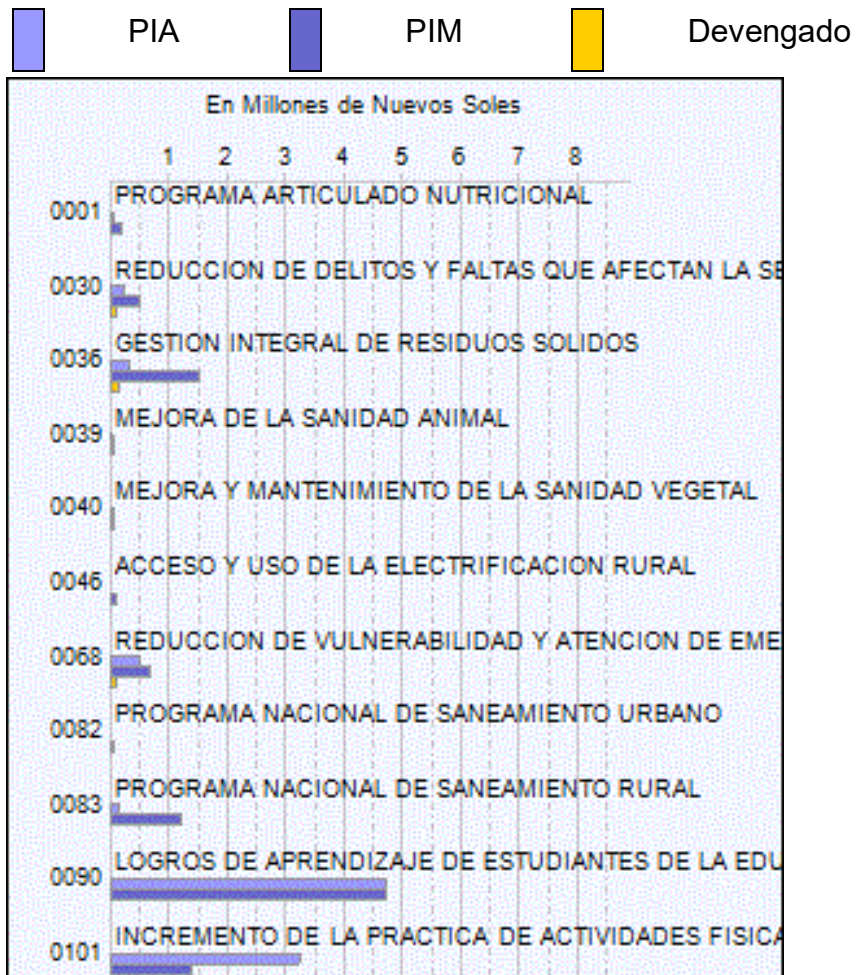 PIA PIM Devengado
En Millones de Nuevos Soles
1 2 3 4 5 6 7 8
0001 PROGRAMA ARTICULADO NUTRICIONAL
0030 REDUCCION DE DELITOS Y FALTAS QUE AFECTAN LA SE
0036 GESTION INTEGRAL DE RESIDUOS SOLIDOS
0039 MEJORA DE LA SANIDAD ANIMAL
0040 MEJORA Y MANTENIMIENTO DE LA SANIDAD VEGETAL
0046 ACCESO Y USO DE LA ELECTRIFICACION RURAL
0068 REDUCCION DE VULNERABILIDAD Y ATENCION DE EME
0082 PROGRAMA NACIONAL DE SANEAMIENTO URBANO
0083 PROGRAMA NACIONAL DE SANEAMIENTO RURAL
0090 LOGROS DE APRENDIZAJE DE ESTUDIANTES DE LA EDU
0101 INCREMENTO DE LA PRACTICA DE ACTIVIDADES FISICA